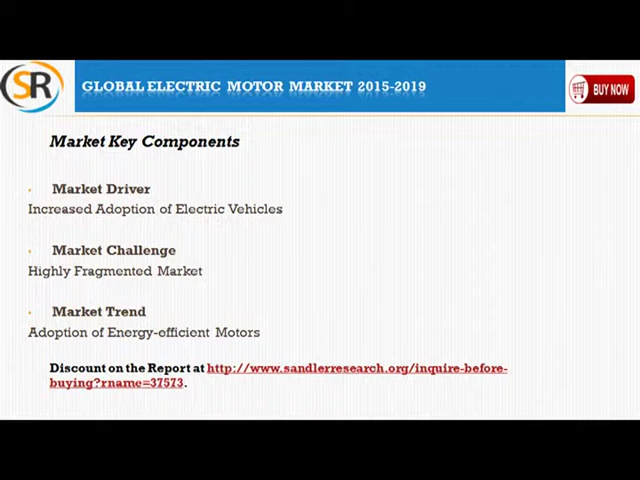 SR
GLOBAL ELECTRIC MOTOR MARKET 2015-2019
BUY NOW
Market Key Components
• Market Driver
Increased Adoption of Electric Vehicles
• Market Challenge
Highly Fragmented Market
• Market Trend
Adoption of Energy-efficient Motors
Discount on the Report at http://www.sandlerresearch.org/inquire-before-
buying?rname=37573.